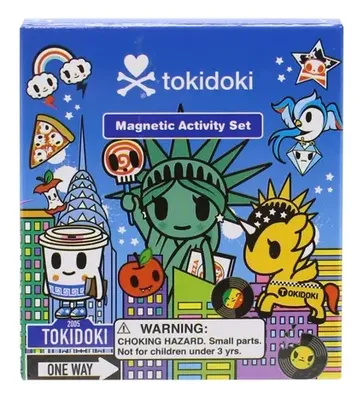 tokidoki
Magnetic Activity Set
TOKIDOKI
2005
TOKIDOKI
ONE WAY
WARNING:
CHOKING HAZARD. Small parts.
Not for children under 3 yrs.